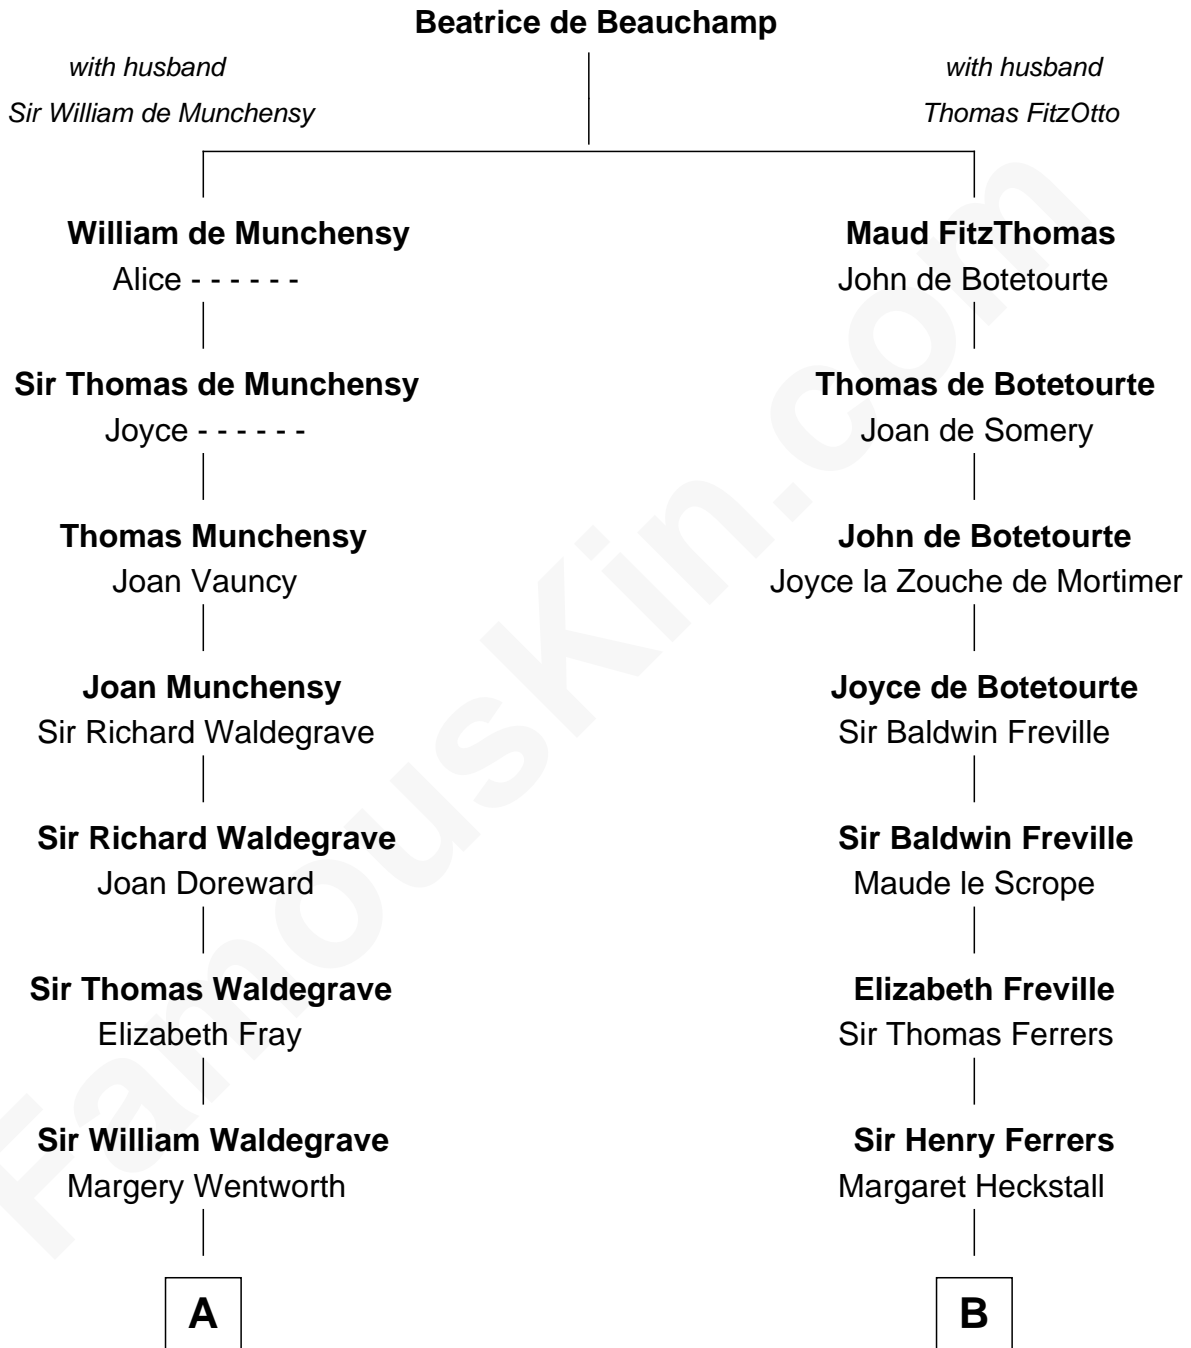 Beatrice de Beauchamp
with husband
Sir William de Munchensy
with husband
Thomas FitzOtto
William de Munchensy
Alice - - - - - -
Maud FitzThomas
John de Botetourte
Sir Thomas de Munchensy
Joyce - - - - - -
Thomas de Botetourte
Joan de Somery
Thomas Munchensy
Joan Vauncy
John de Botetourte
Joyce la Zouche de Mortimer
Joan Munchensy
Sir Richard Waldegrave
Joyce de Botetourte
Sir Baldwin Freville
Sir Richard Waldegrave
Joan Doreward
Sir Baldwin Freville
Maude le Scrope
Sir Thomas Waldegrave
Elizabeth Fray
Elizabeth Freville
Sir Thomas Ferrers
Sir William Waldegrave
Margery Wentworth
Sir Henry Ferrers
Margaret Heckstall
A
B
FamousKin.com